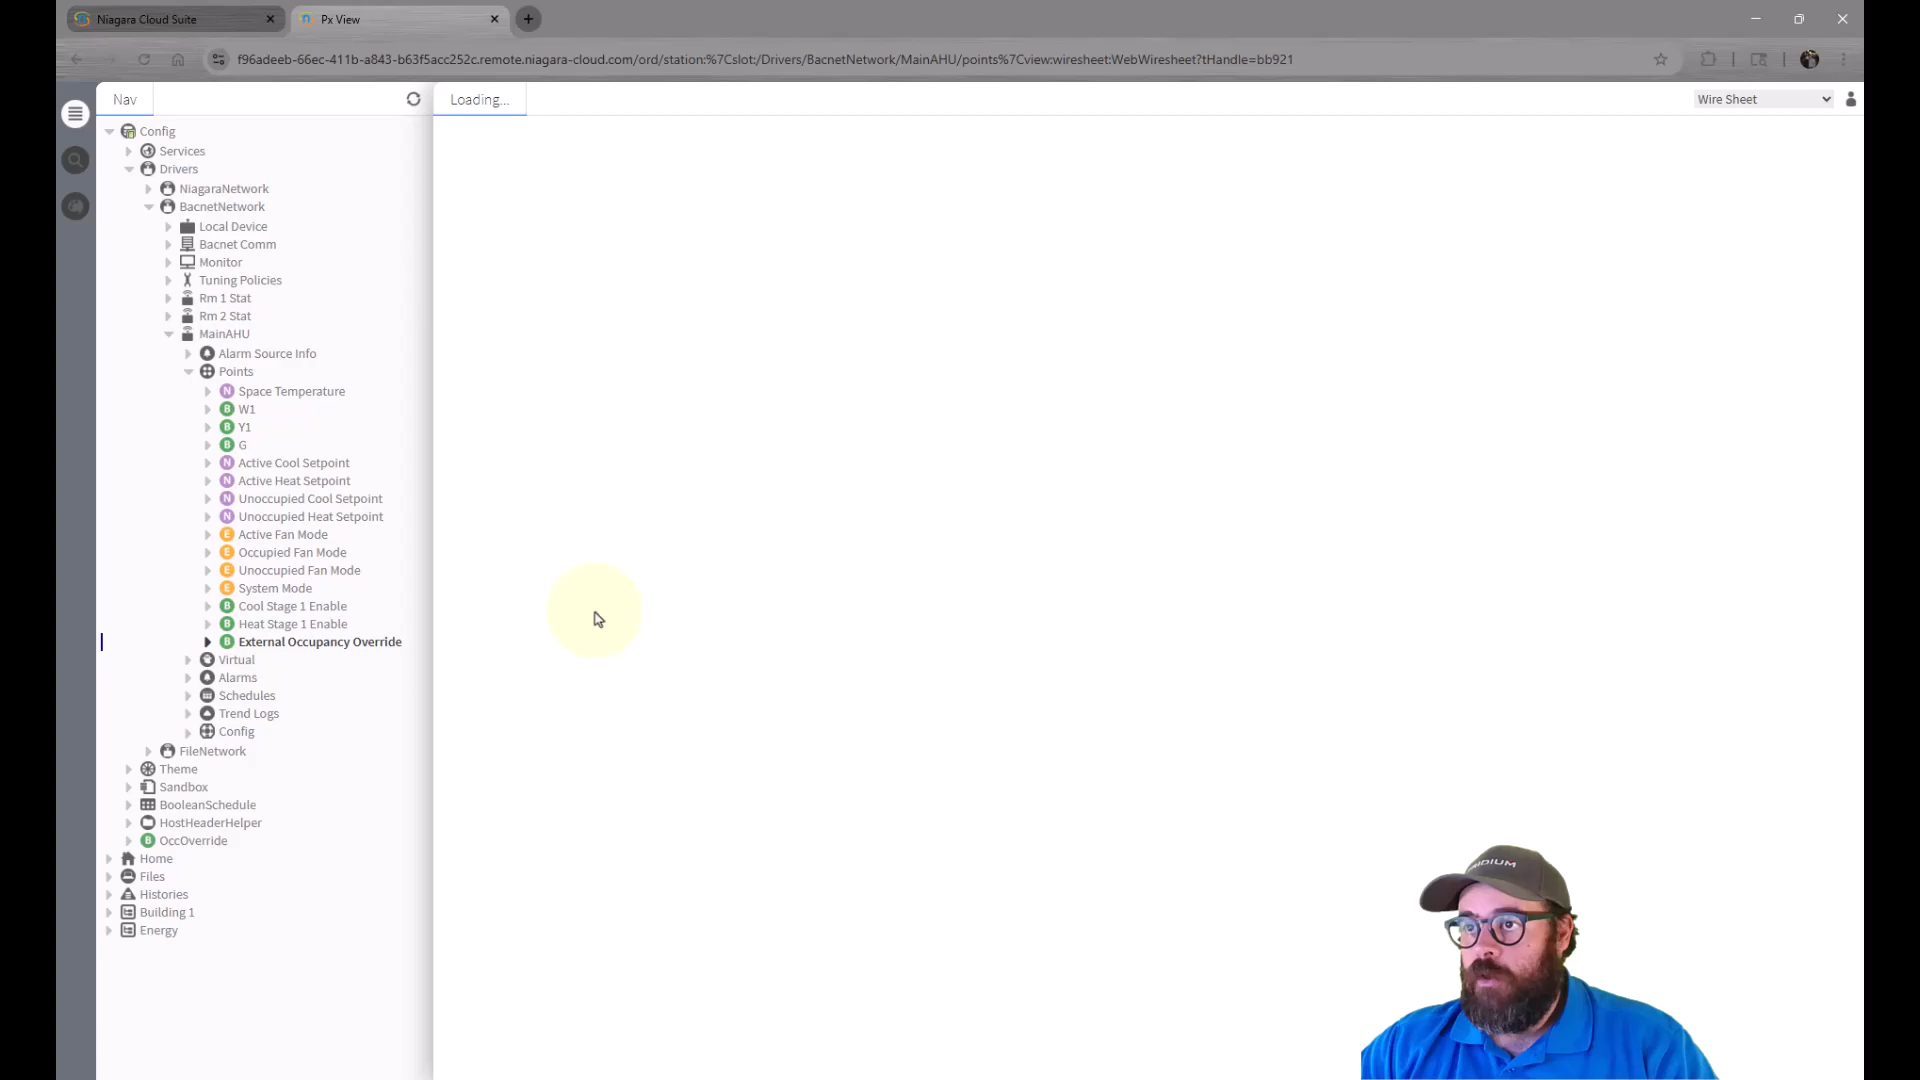 Niagara Cloud Suite
Px View
f96adeeb-66ec-411b-a843-b63f5acc252c.remote.niagara-cloud.com/ord/station:%7Cslot:/Drivers/BacnetNetwork/MainAHU/points%7Cview:wiresheet:WebWiresheet?tHandle=bb921
Nav
Loading...
Wire Sheet
Config
Services
Drivers
NiagaraNetwork
BacnetNetwork
Local Device
Bacnet Comm
Monitor
Tuning Policies
Rm 1 Stat
Rm 2 Stat
MainAHU
Alarm Source Info
Points
N Space Temperature
B W1
B Y1
B G
N Active Cool Setpoint
N Active Heat Setpoint
N Unoccupied Cool Setpoint
N Unoccupied Heat Setpoint
E Active Fan Mode
E Occupied Fan Mode
E Unoccupied Fan Mode
E System Mode
B Cool Stage 1 Enable
B Heat Stage 1 Enable
B External Occupancy Override
Virtual
Alarms
Schedules
Trend Logs
Config
FileNetwork
Theme
Sandbox
BooleanSchedule
HostHeaderHelper
B OccOverride
Home
Files
Histories
Building 1
Energy